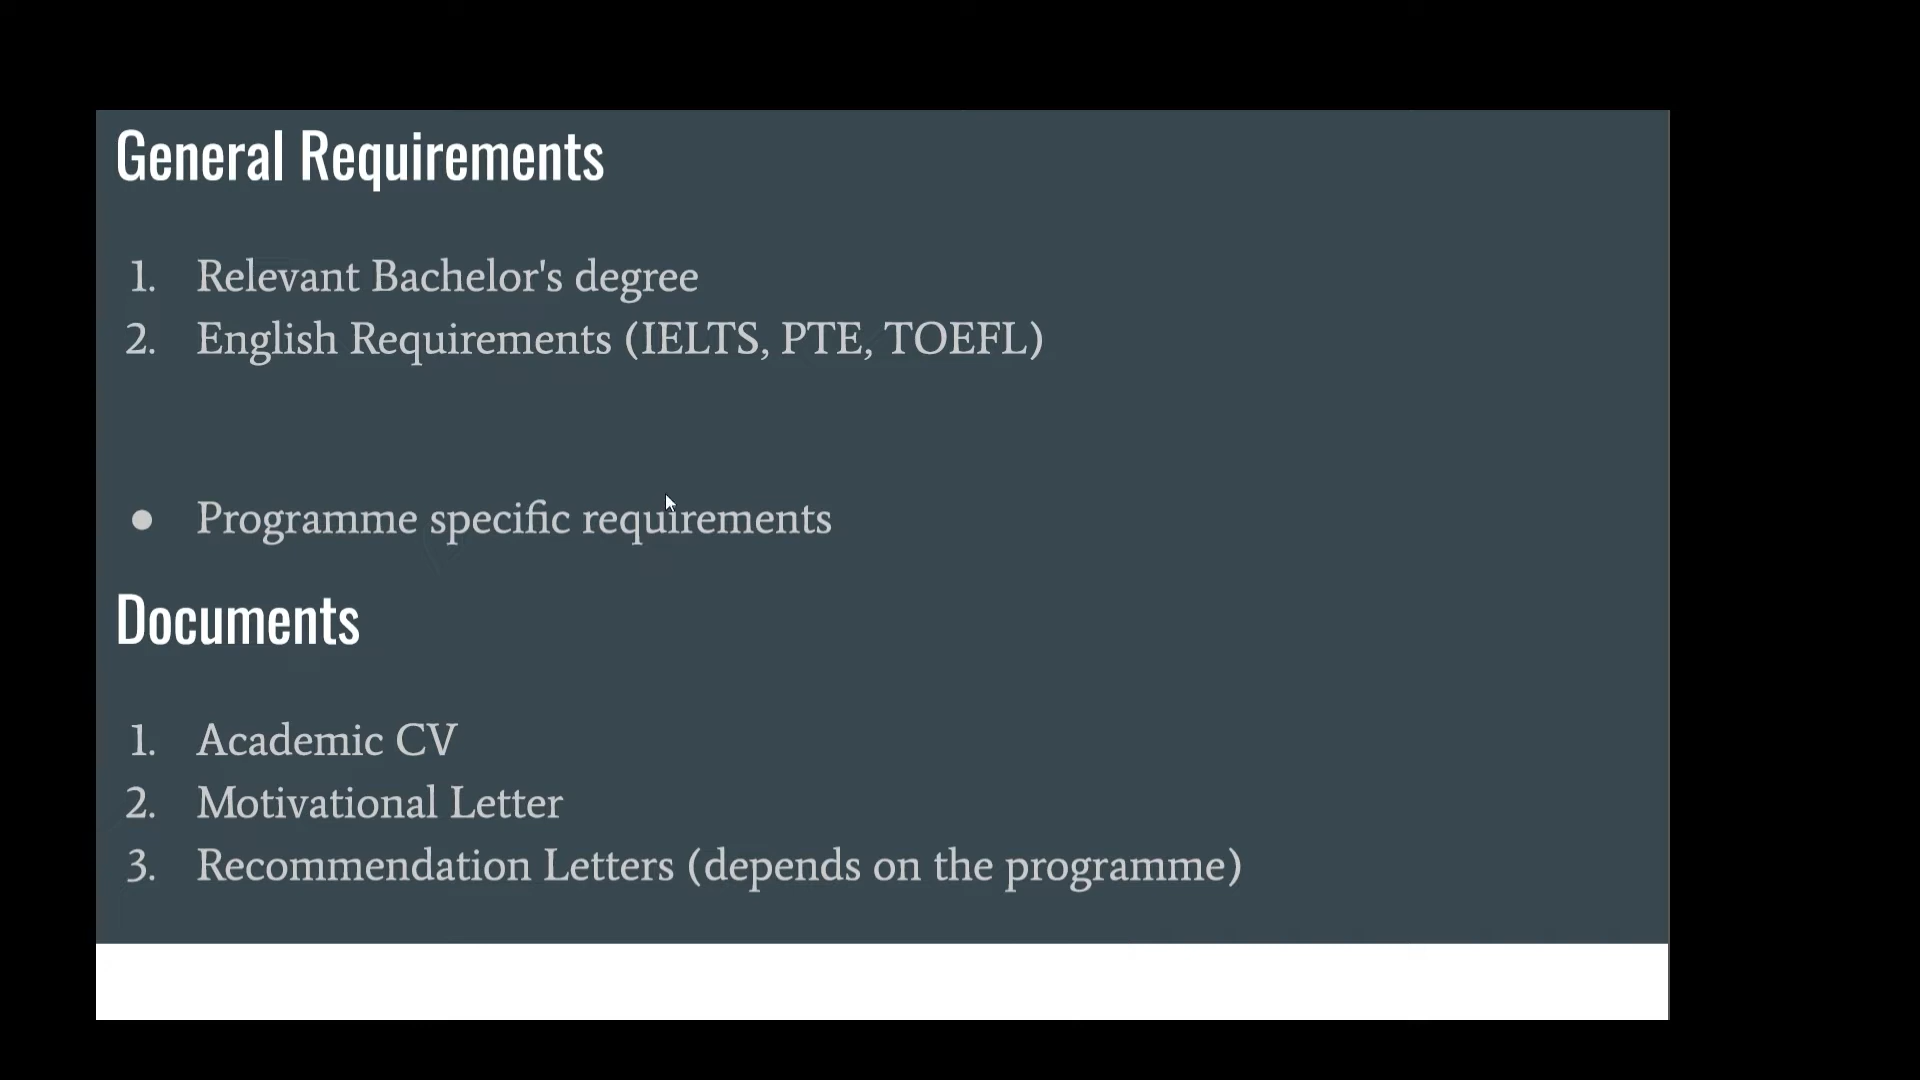 General Requirements
1. Relevant Bachelor's degree
2. English Requirements (IELTS, PTE, TOEFL)
● Programme specific requirements
Documents
1. Academic CV
2. Motivational Letter
3. Recommendation Letters (depends on the programme)